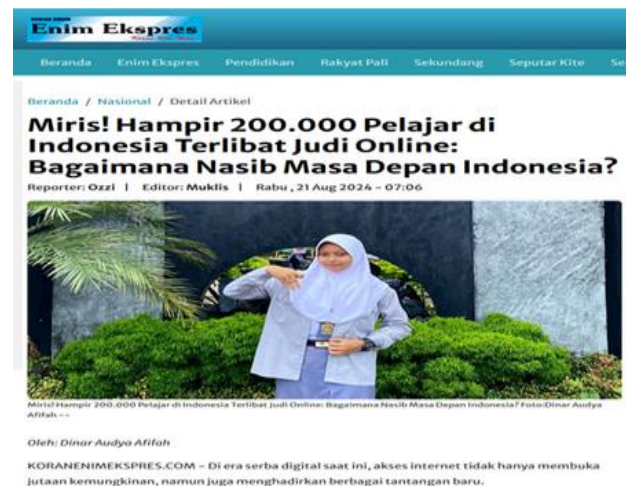 Enim Ekspres
Beranda Enim Ekspres Pendidikan Rakyat Pali Sekundang Seputar Kite
Beranda / Nasional / Detail Artikel
Miris! Hampir 200.000 Pelajar di
Indonesia Terlibat Judi Online:
Bagaimana Nasib Masa Depan Indonesia?
Reporter: Ozzi | Editor: Muklis | Rabu , 21 Aug 2024 - 07:06
Miris! Hampir 200.000 Pelajar di Indonesia Terlibat Judi Online: Bagaimana Nasib Masa Depan Indonesia? Foto:Dinar Audya
Afifah --
Oleh: Dinar Audya Afifah
KORANENIMEKSPRES.COM - Di era serba digital saat ini, akses internet tidak hanya membuka
jutaan kemungkinan, namun juga menghadirkan berbagai tantangan baru.